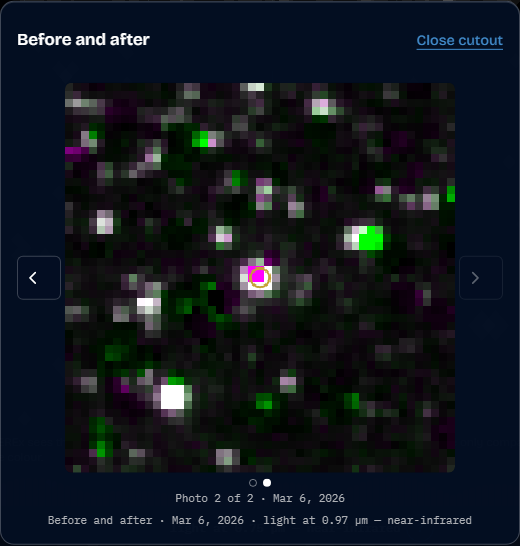 Before and after
Close cutout
Photo 2 of 2 · Mar 6, 2026
Before and after · Mar 6, 2026 · light at 0.97 μm — near-infrared